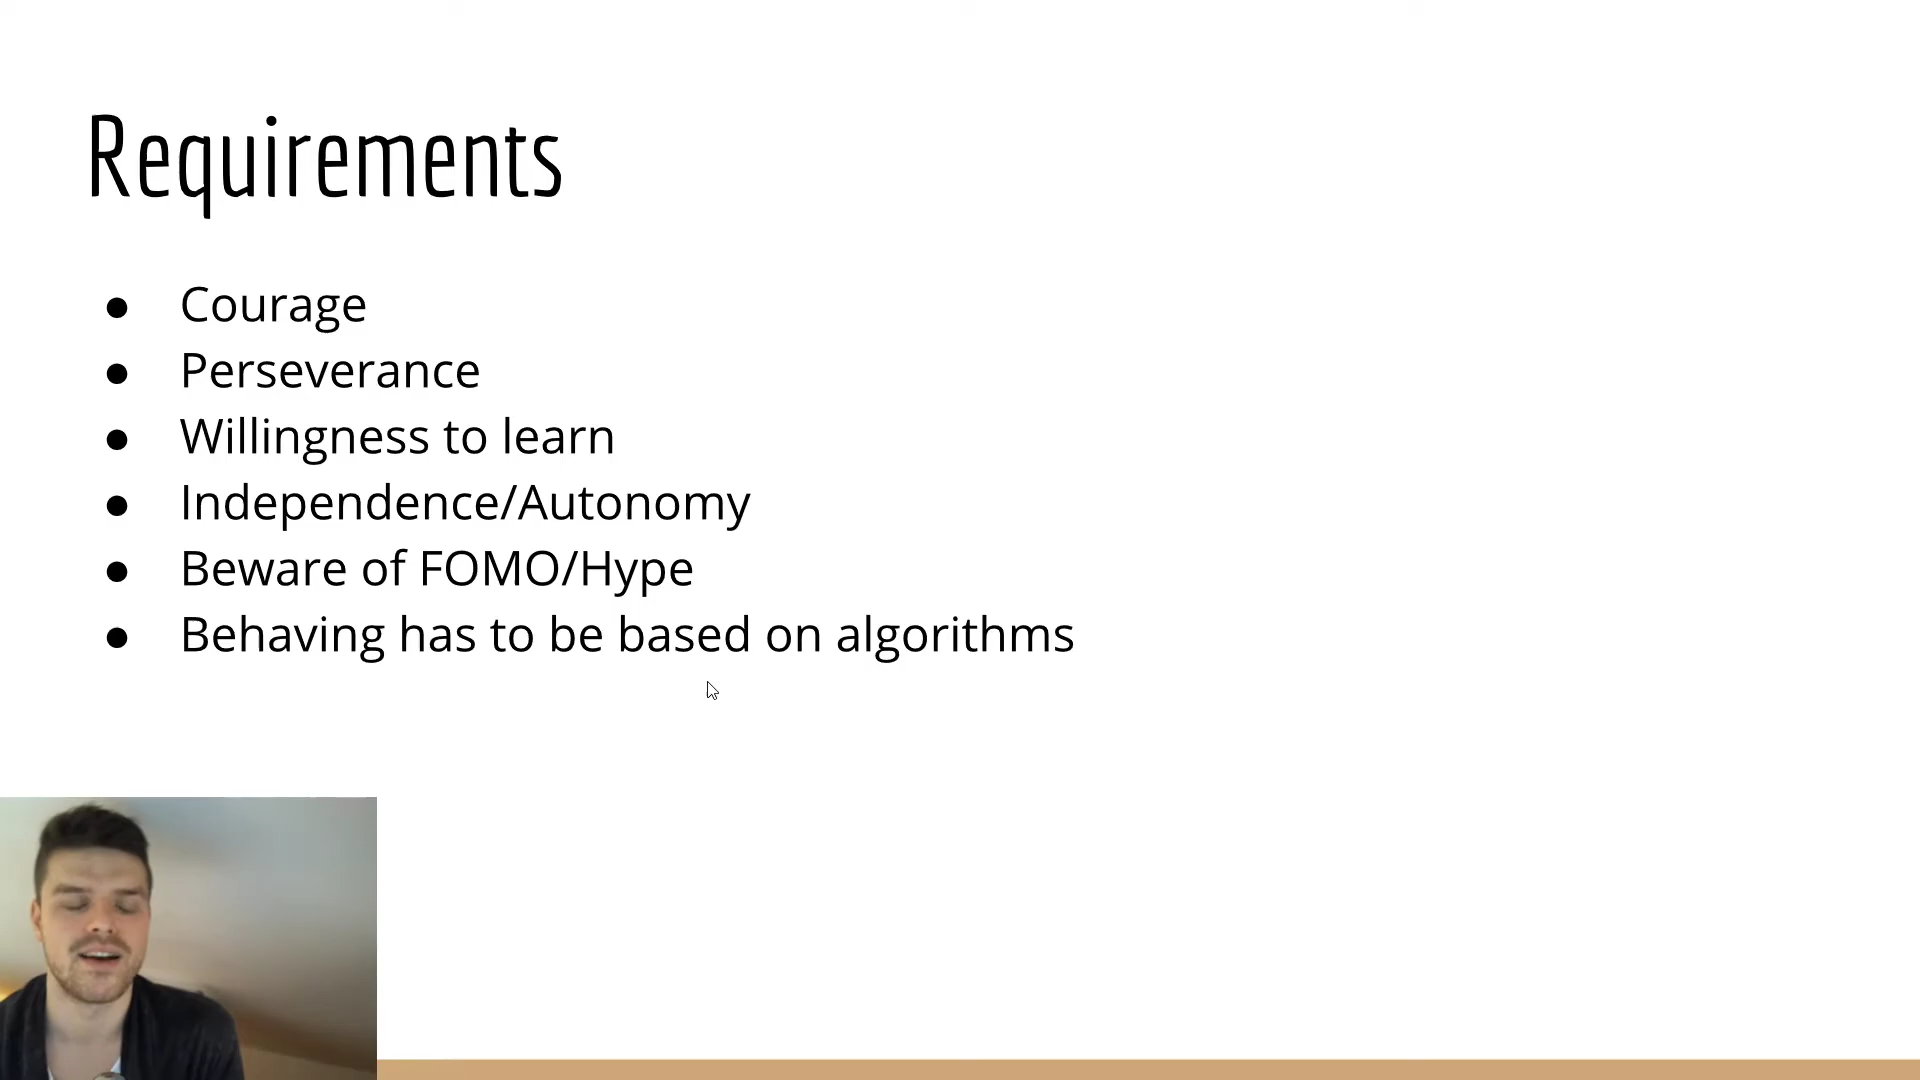 Requirements
● Courage
● Perseverance
● Willingness to learn
● Independence/Autonomy
● Beware of FOMO/Hype
● Behaving has to be based on algorithms